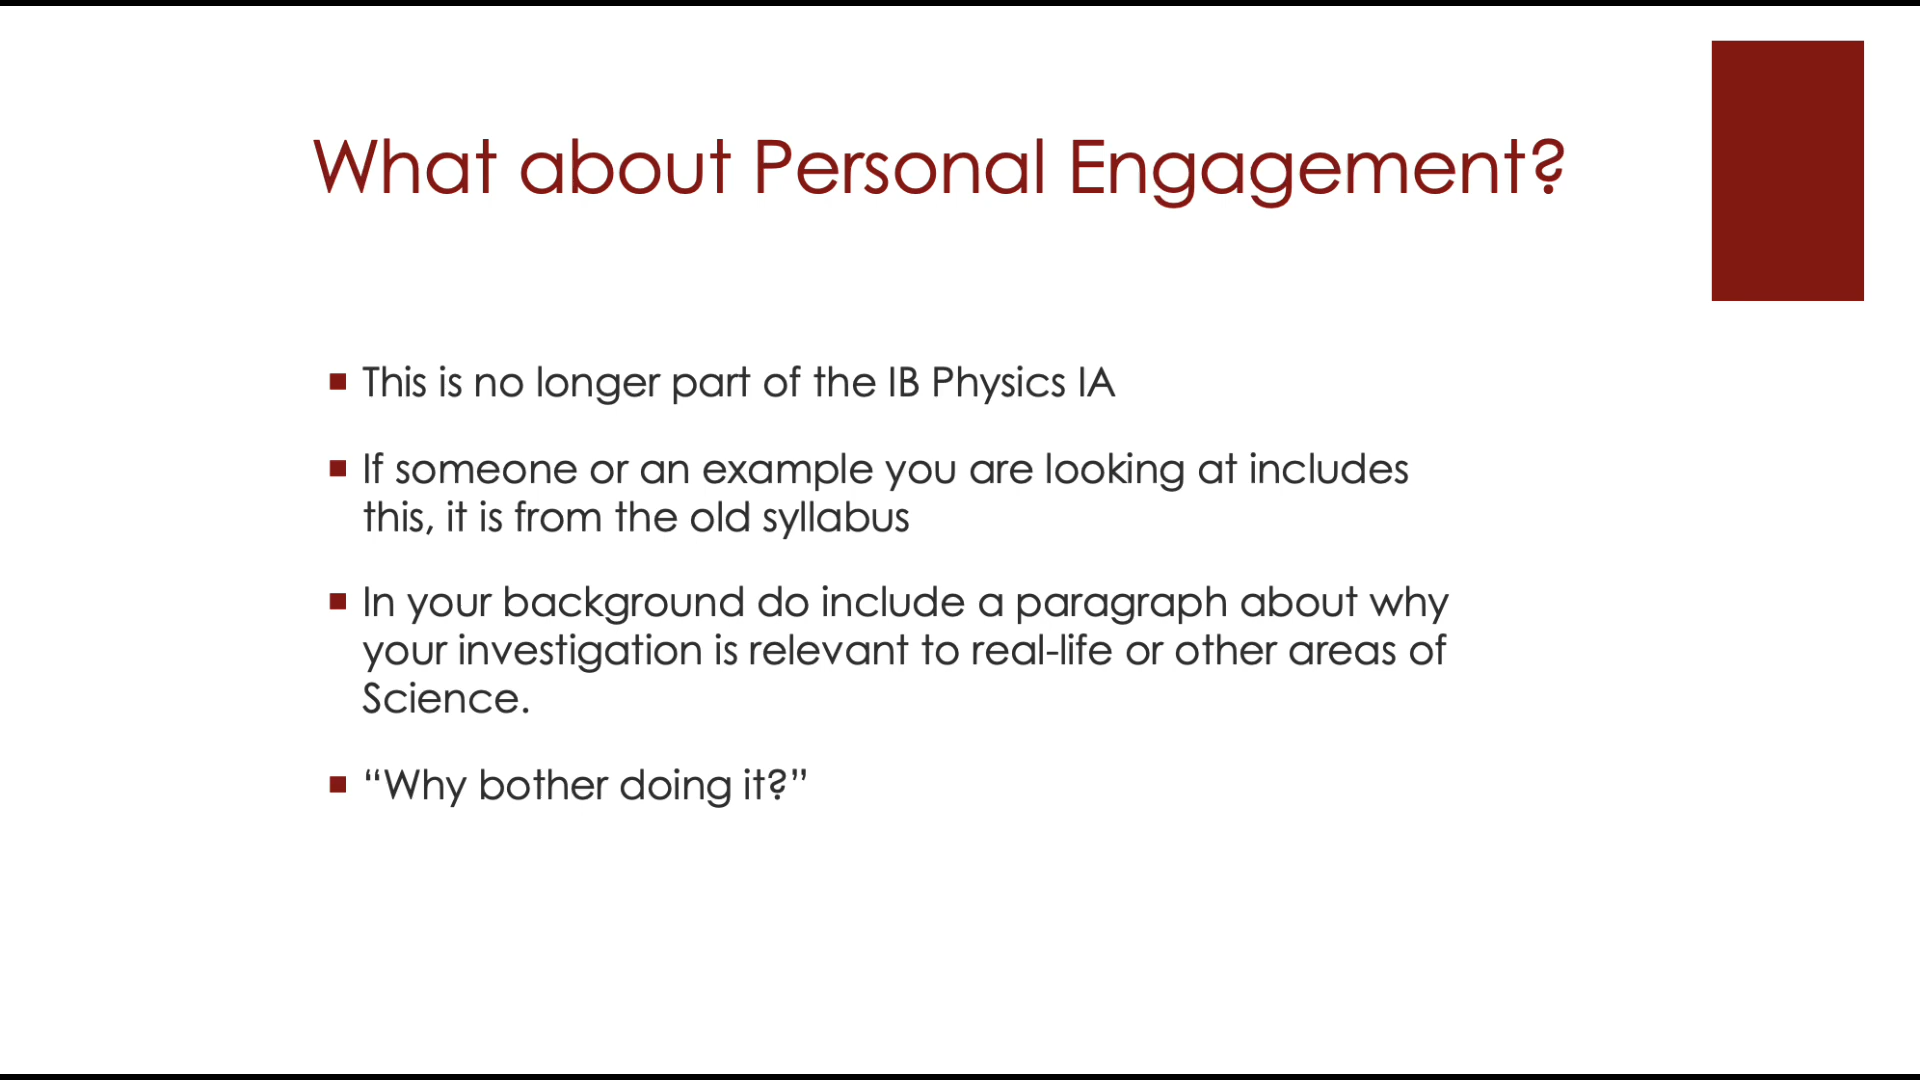 What about Personal Engagement?
▪ This is no longer part of the IB Physics IA
▪ If someone or an example you are looking at includes
this, it is from the old syllabus
▪ In your background do include a paragraph about why
your investigation is relevant to real-life or other areas of
Science.
▪ “Why bother doing it?”